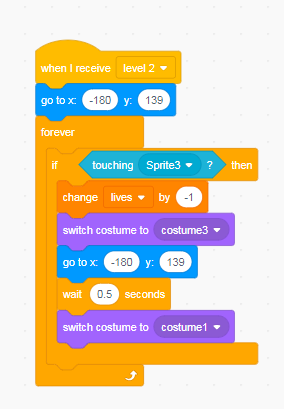 when I receive level 2
go to x: -180 y: 139
forever
if touching Sprite3 ? then
change lives by -1
switch costume to costume3
go to x: -180 y: 139
wait 0.5 seconds
switch costume to costume1